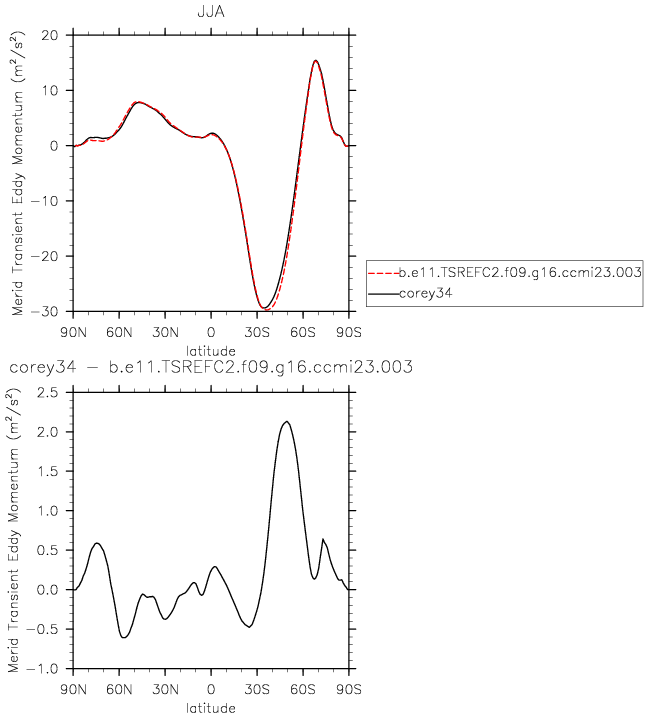 JJA
Merid Transient Eddy Momentum (m²/s²)
20
10
0
−10
−20
−30
90N 60N 30N 0 30S 60S 90S
latitude
b.e11.TSREFC2.f09.g16.ccmi23.003
corey34
corey34 − b.e11.TSREFC2.f09.g16.ccmi23.003
Merid Transient Eddy Momentum (m²/s²)
2.5
2.0
1.5
1.0
0.5
0.0
−0.5
−1.0
90N 60N 30N 0 30S 60S 90S
latitude